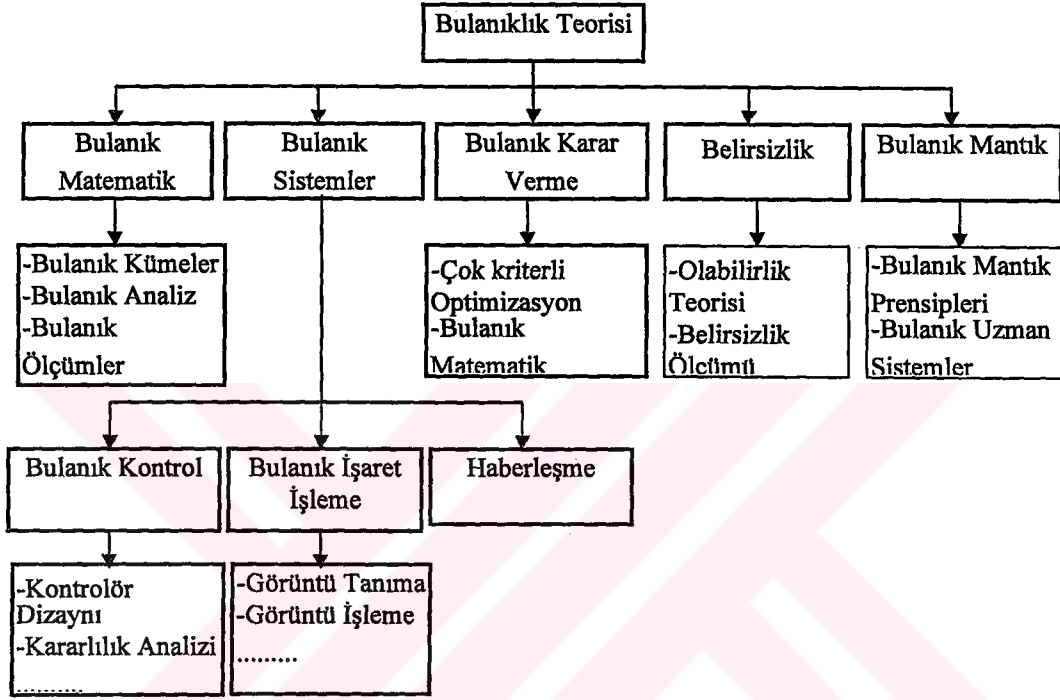 Bulanıklık Teorisi
Bulanık
Matematik
Bulanık
Sistemler
Bulanık Karar
Verme
Belirsizlik
Bulanık Mantık
-Bulanık Kümeler
-Bulanık Analiz
-Bulanık
Ölçümler
-Çok kriterli
Optimizasyon
-Bulanık
Matematik
-Olabilirlik
Teorisi
-Belirsizlik
Ölçümü
-Bulanık Mantık
Prensipleri
-Bulanık Uzman
Sistemler
Bulanık Kontrol
Bulanık İşaret
İşleme
Haberleşme
-Kontrolör
Dizaynı
-Kararlılık Analizi
..........
-Görüntü Tanıma
-Görüntü İşleme
.........